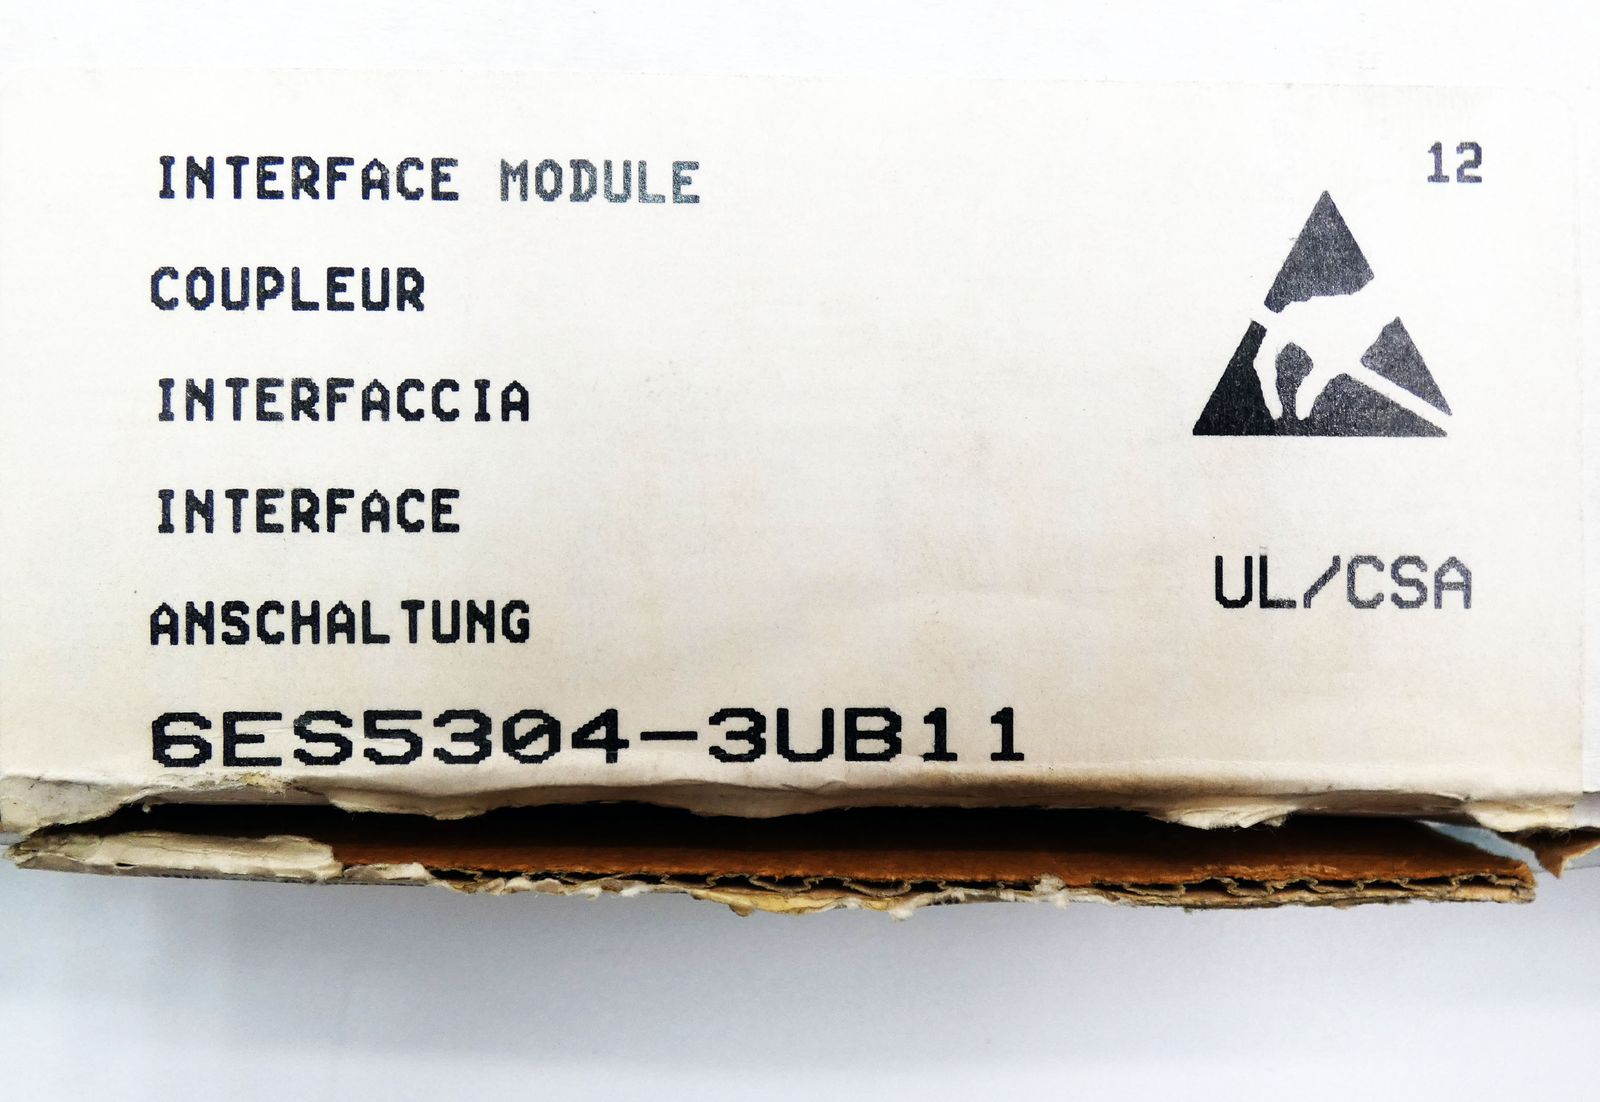 INTERFACE MODULE
12
COUPLEUR
INTERFACCIA
INTERFACE
UL/CSA
ANSCHALTUNG
6ES5304-3UB11